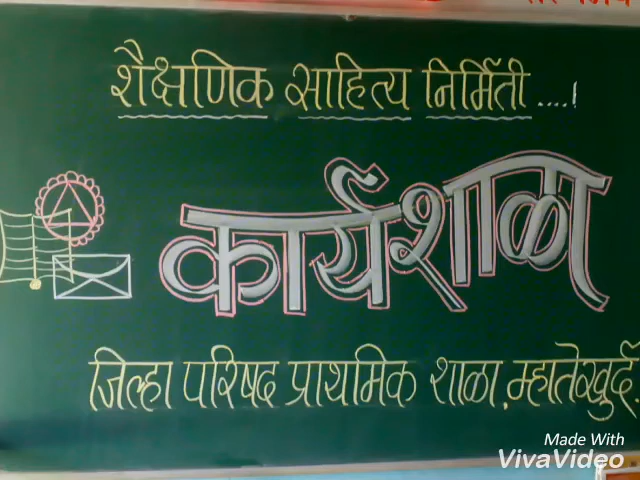 शैक्षणिक साहित्य निर्मिती....!
कार्यशाळा
जिल्हा परिषद प्राथमिक शाळा, म्हातेखुर्द.
Made With
VivaVideo